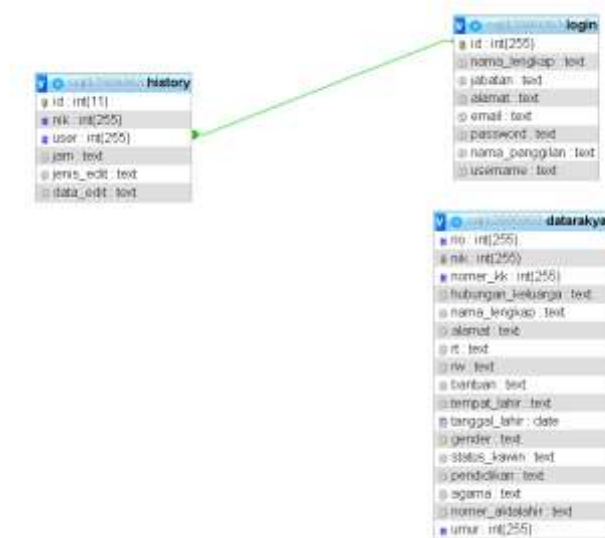 history
id : int(11)
nik : int(255)
user : int(255)
jam : text
jenis_edit : text
data_edit : text
login
id : int(255)
nama_lengkap : text
jabatan : text
alamat : text
email : text
password : text
nama_panggilan : text
username : text
datarakya
no : int(255)
nik : int(255)
nomer_kk : int(255)
hubungan_keluarga : text
nama_lengkap : text
alamat : text
rt : text
rw : text
bantuan : text
tempat_lahir : text
tanggal_lahir : date
gender : text
status_kawin : text
pendidikan : text
agama : text
nomer_aktalahir : text
umur : int(255)